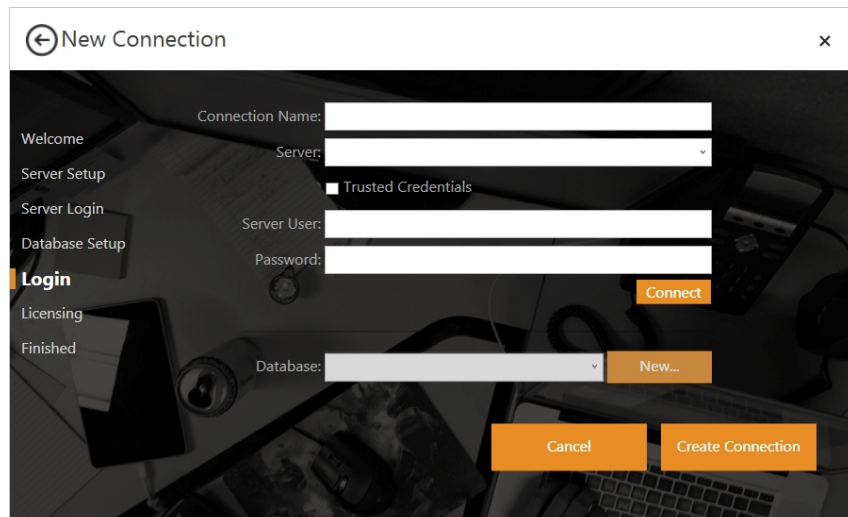 New Connection
×
Welcome
Server Setup
Server Login
Database Setup
Login
Licensing
Finished
Connection Name:
Server:
Trusted Credentials
Server User:
Password:
Connect
Database:
New...
Cancel
Create Connection